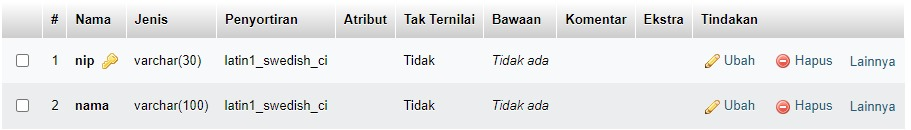 # Nama Jenis Penyortiran Atribut Tak Ternilai Bawaan Komentar Ekstra Tindakan
1 nip varchar(30) latin1_swedish_ci Tidak Tidak ada Ubah Hapus Lainnya
2 nama varchar(100) latin1_swedish_ci Tidak Tidak ada Ubah Hapus Lainnya